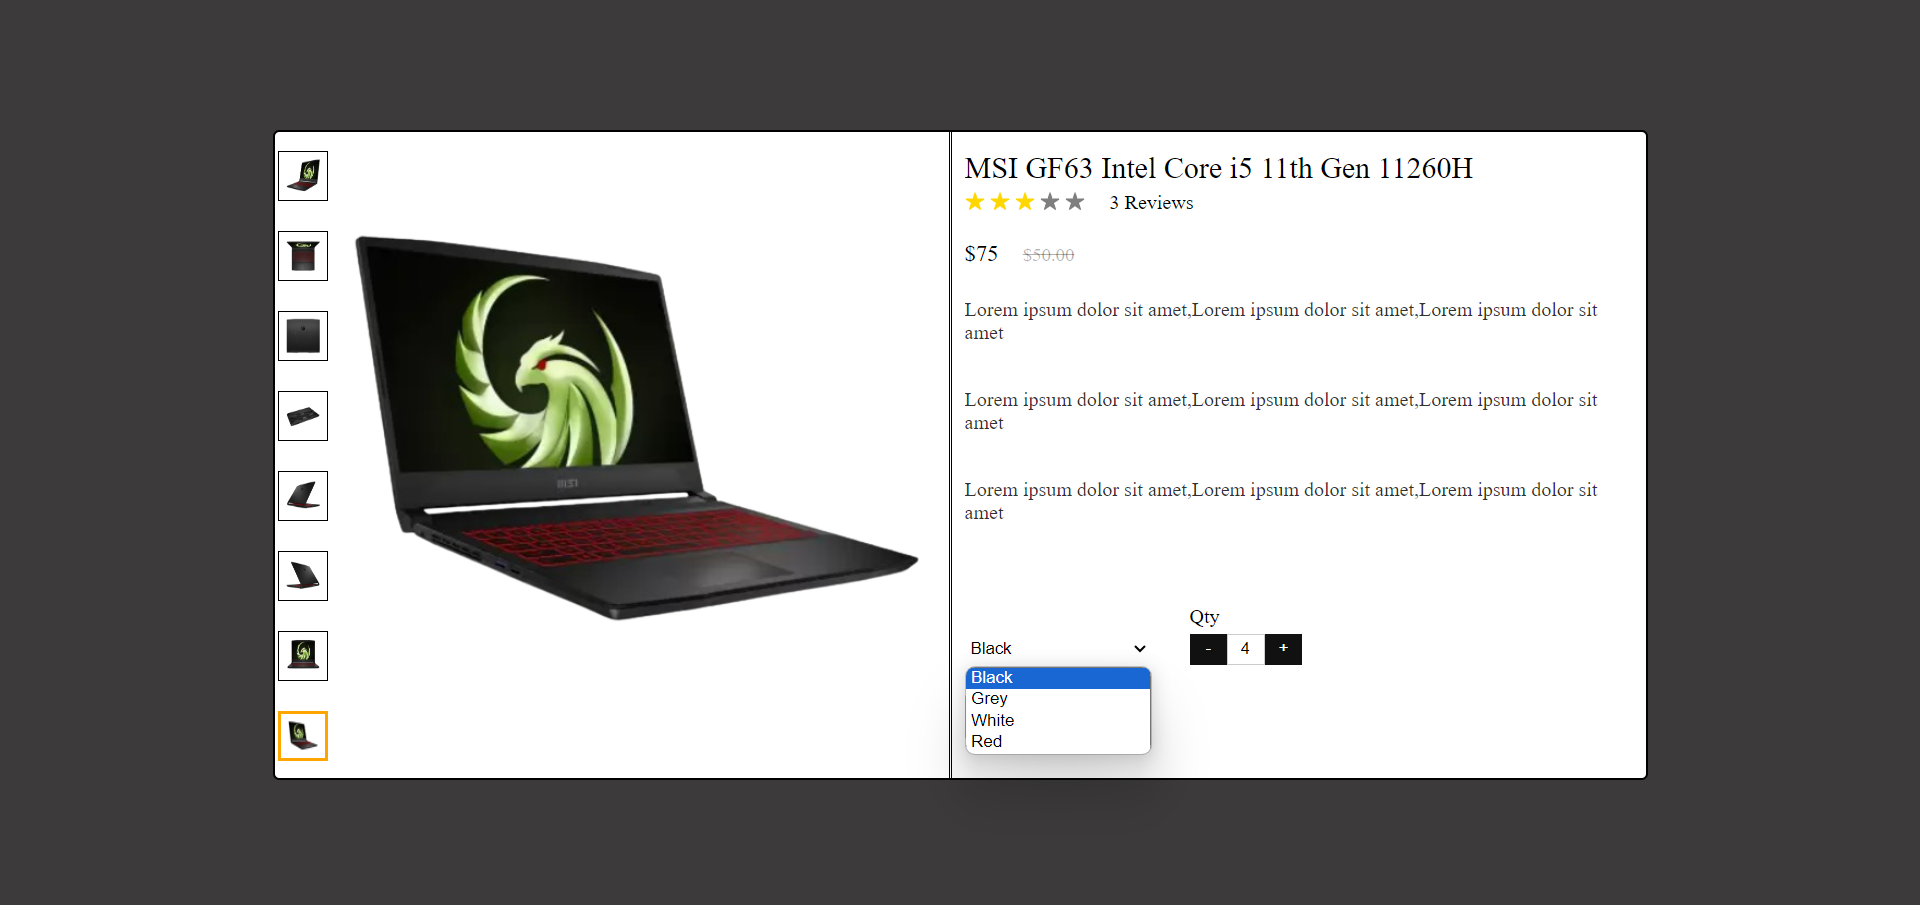 MSI GF63 Intel Core i5 11th Gen 11260H
3 Reviews
$75 $50.00
Lorem ipsum dolor sit amet,Lorem ipsum dolor sit amet,Lorem ipsum dolor sit
amet
Lorem ipsum dolor sit amet,Lorem ipsum dolor sit amet,Lorem ipsum dolor sit
amet
Lorem ipsum dolor sit amet,Lorem ipsum dolor sit amet,Lorem ipsum dolor sit
amet
Qty
Black
- 4 +
Black
Grey
White
Red
msi